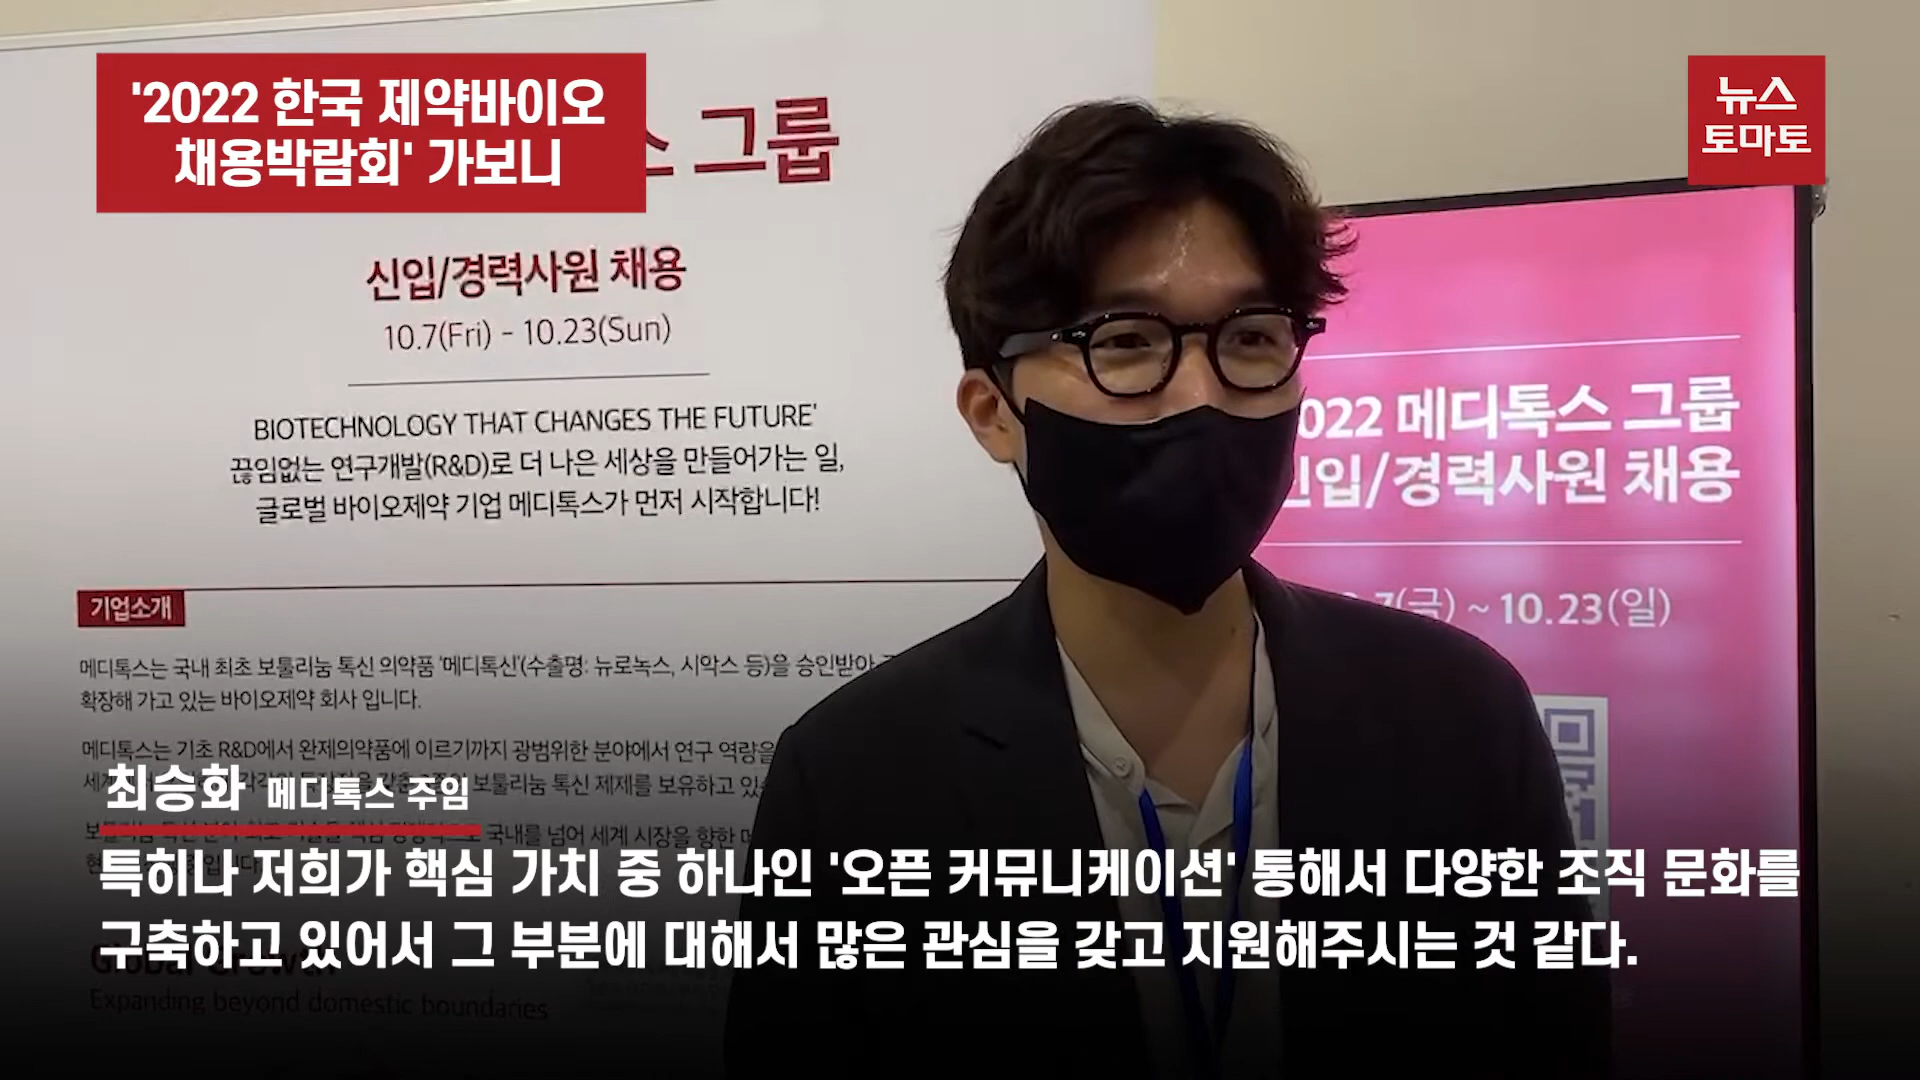 '2022 한국 제약바이오
채용박람회' 가보니
뉴스
토마토
그룹
신입/경력사원 채용
10.7(Fri) - 10.23(Sun)
BIOTECHNOLOGY THAT CHANGES THE FUTURE'
끊임없는 연구개발(R&D)로 더 나은 세상을 만들어가는 일,
글로벌 바이오제약 기업 메디톡스가 먼저 시작합니다!
기업소개
메디톡스는 국내 최초 보툴리눔 톡신 의약품 '메디톡신'(수출명: 뉴로녹스, 시악스 등)을 승인받아
확장해 가고 있는 바이오제약 회사 입니다.
메디톡스는 기초 R&D에서 완제의약품에 이르기까지 광범위한 분야에서 연구 역량을
보툴리눔 톡신 제제를 보유하고
국내를 넘어 세계 시장을 향한
Global Growth
Expanding beyond domestic boundaries
022 메디톡스 그룹
신입/경력사원 채용
7(금) ~ 10.23(일)
최승화 메디톡스 주임
특히나 저희가 핵심 가치 중 하나인 '오픈 커뮤니케이션' 통해서 다양한 조직 문화를
구축하고 있어서 그 부분에 대해서 많은 관심을 갖고 지원해주시는 것 같다.